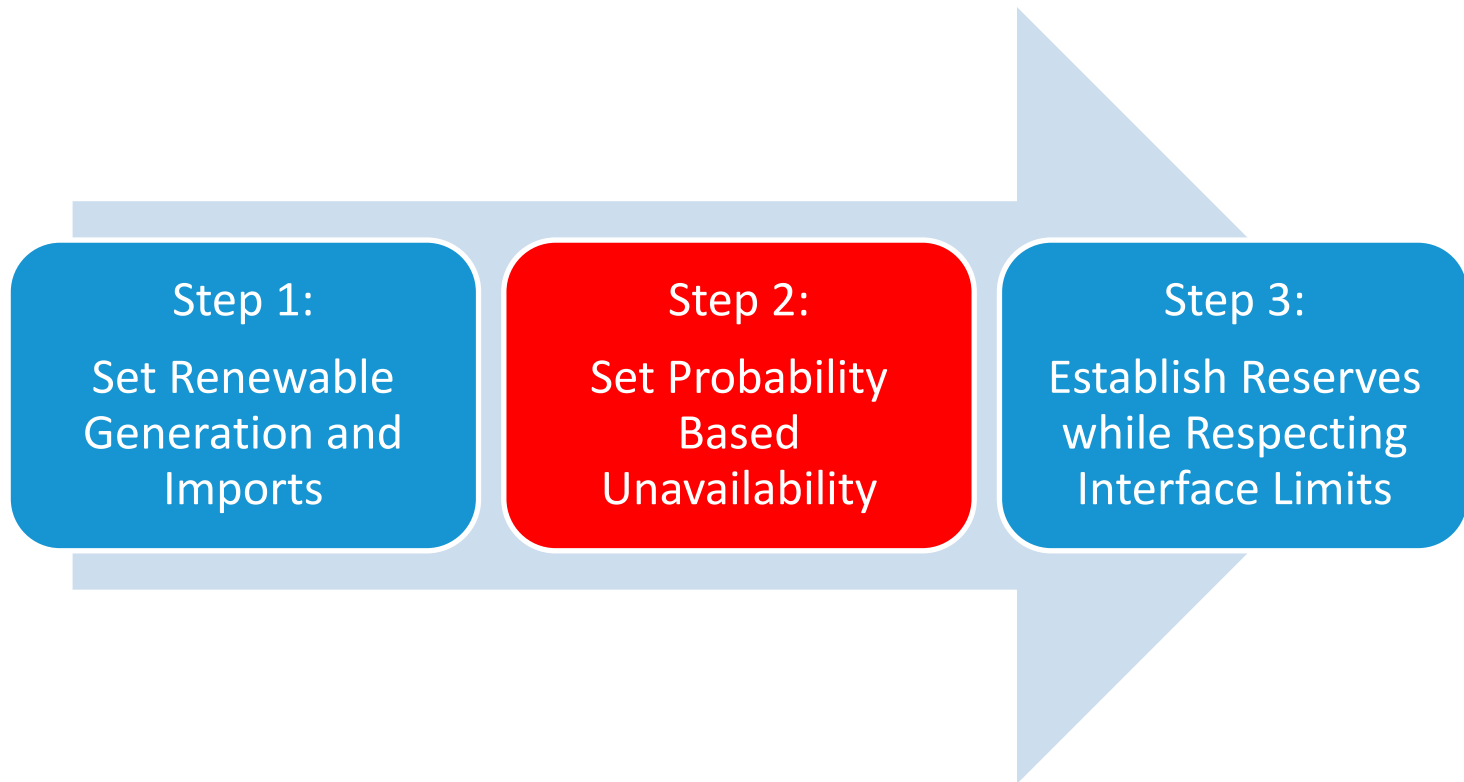 Step 1:
Set Renewable
Generation and
Imports
Step 2:
Set Probability
Based
Unavailability
Step 3:
Establish Reserves
while Respecting
Interface Limits